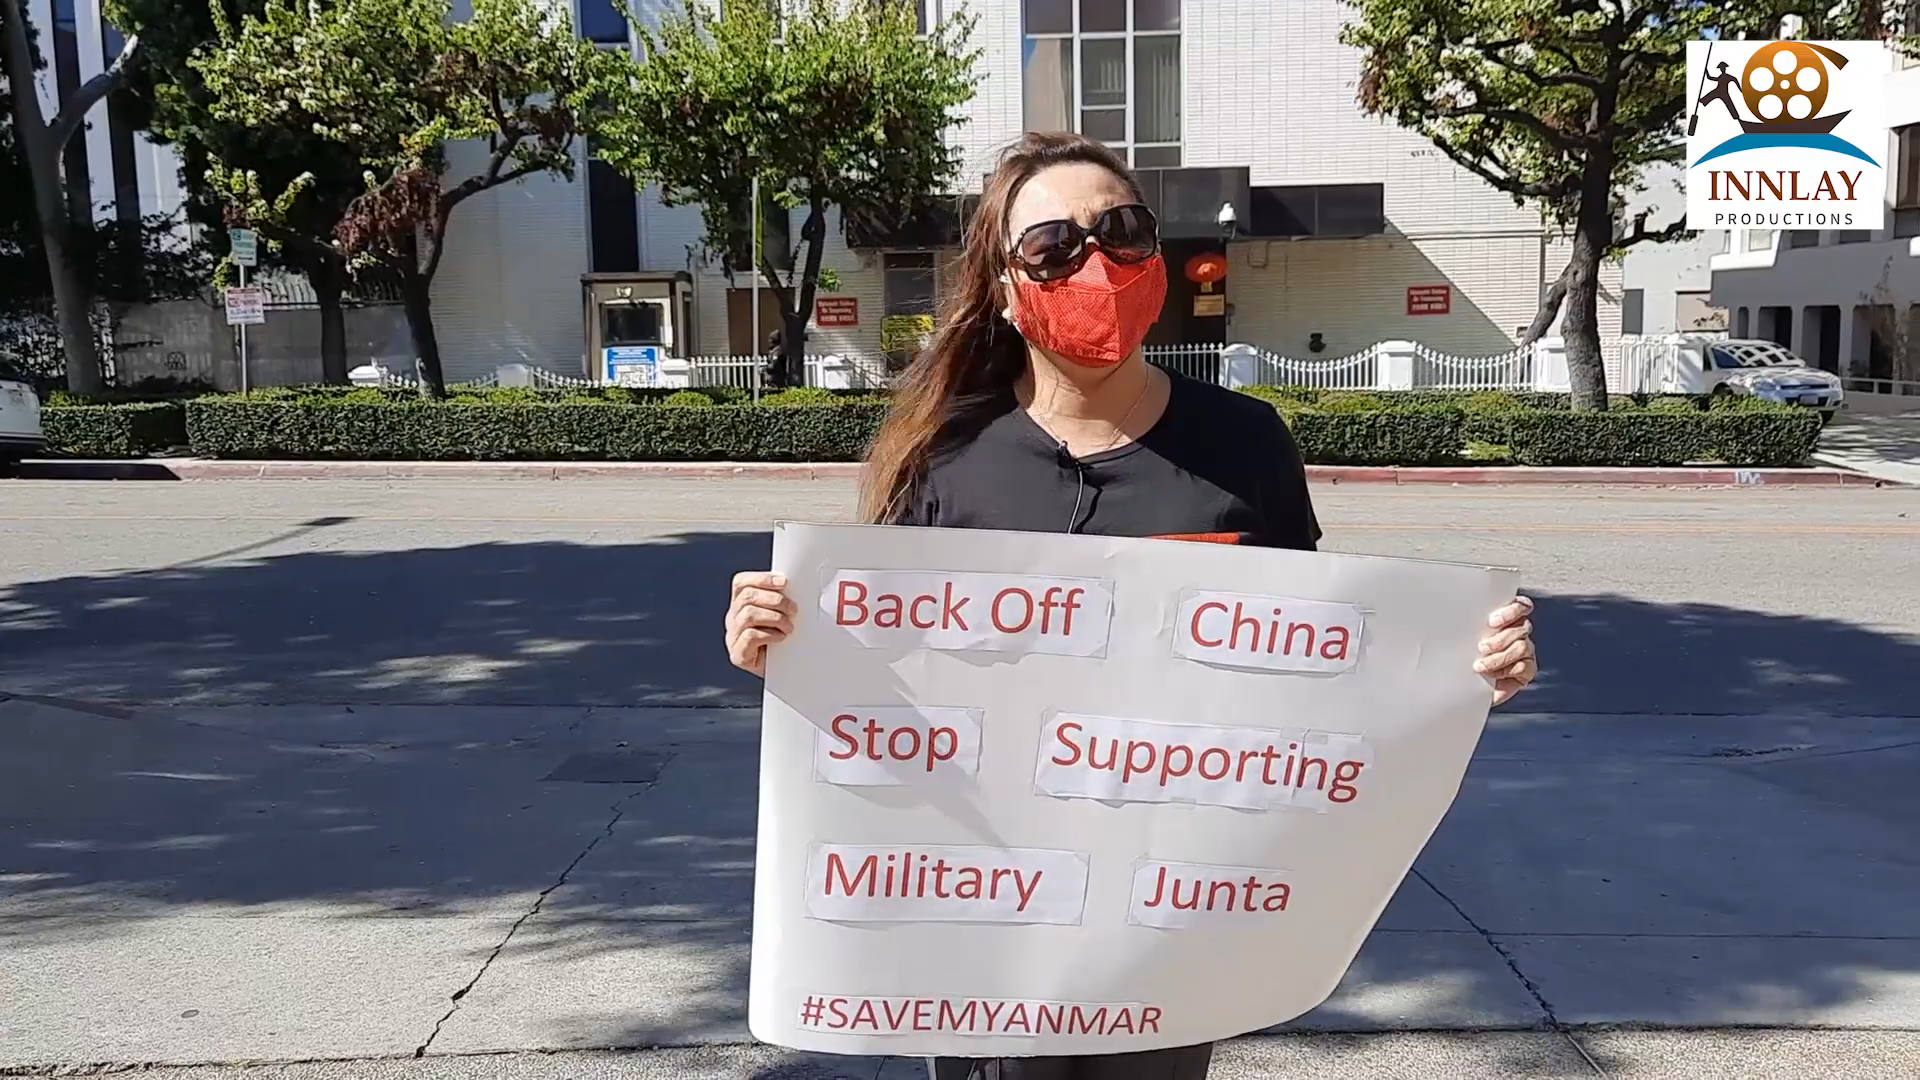 INNLAY
PRODUCTIONS
Back Off China
Stop Supporting
Military Junta
#SAVEMYANMAR